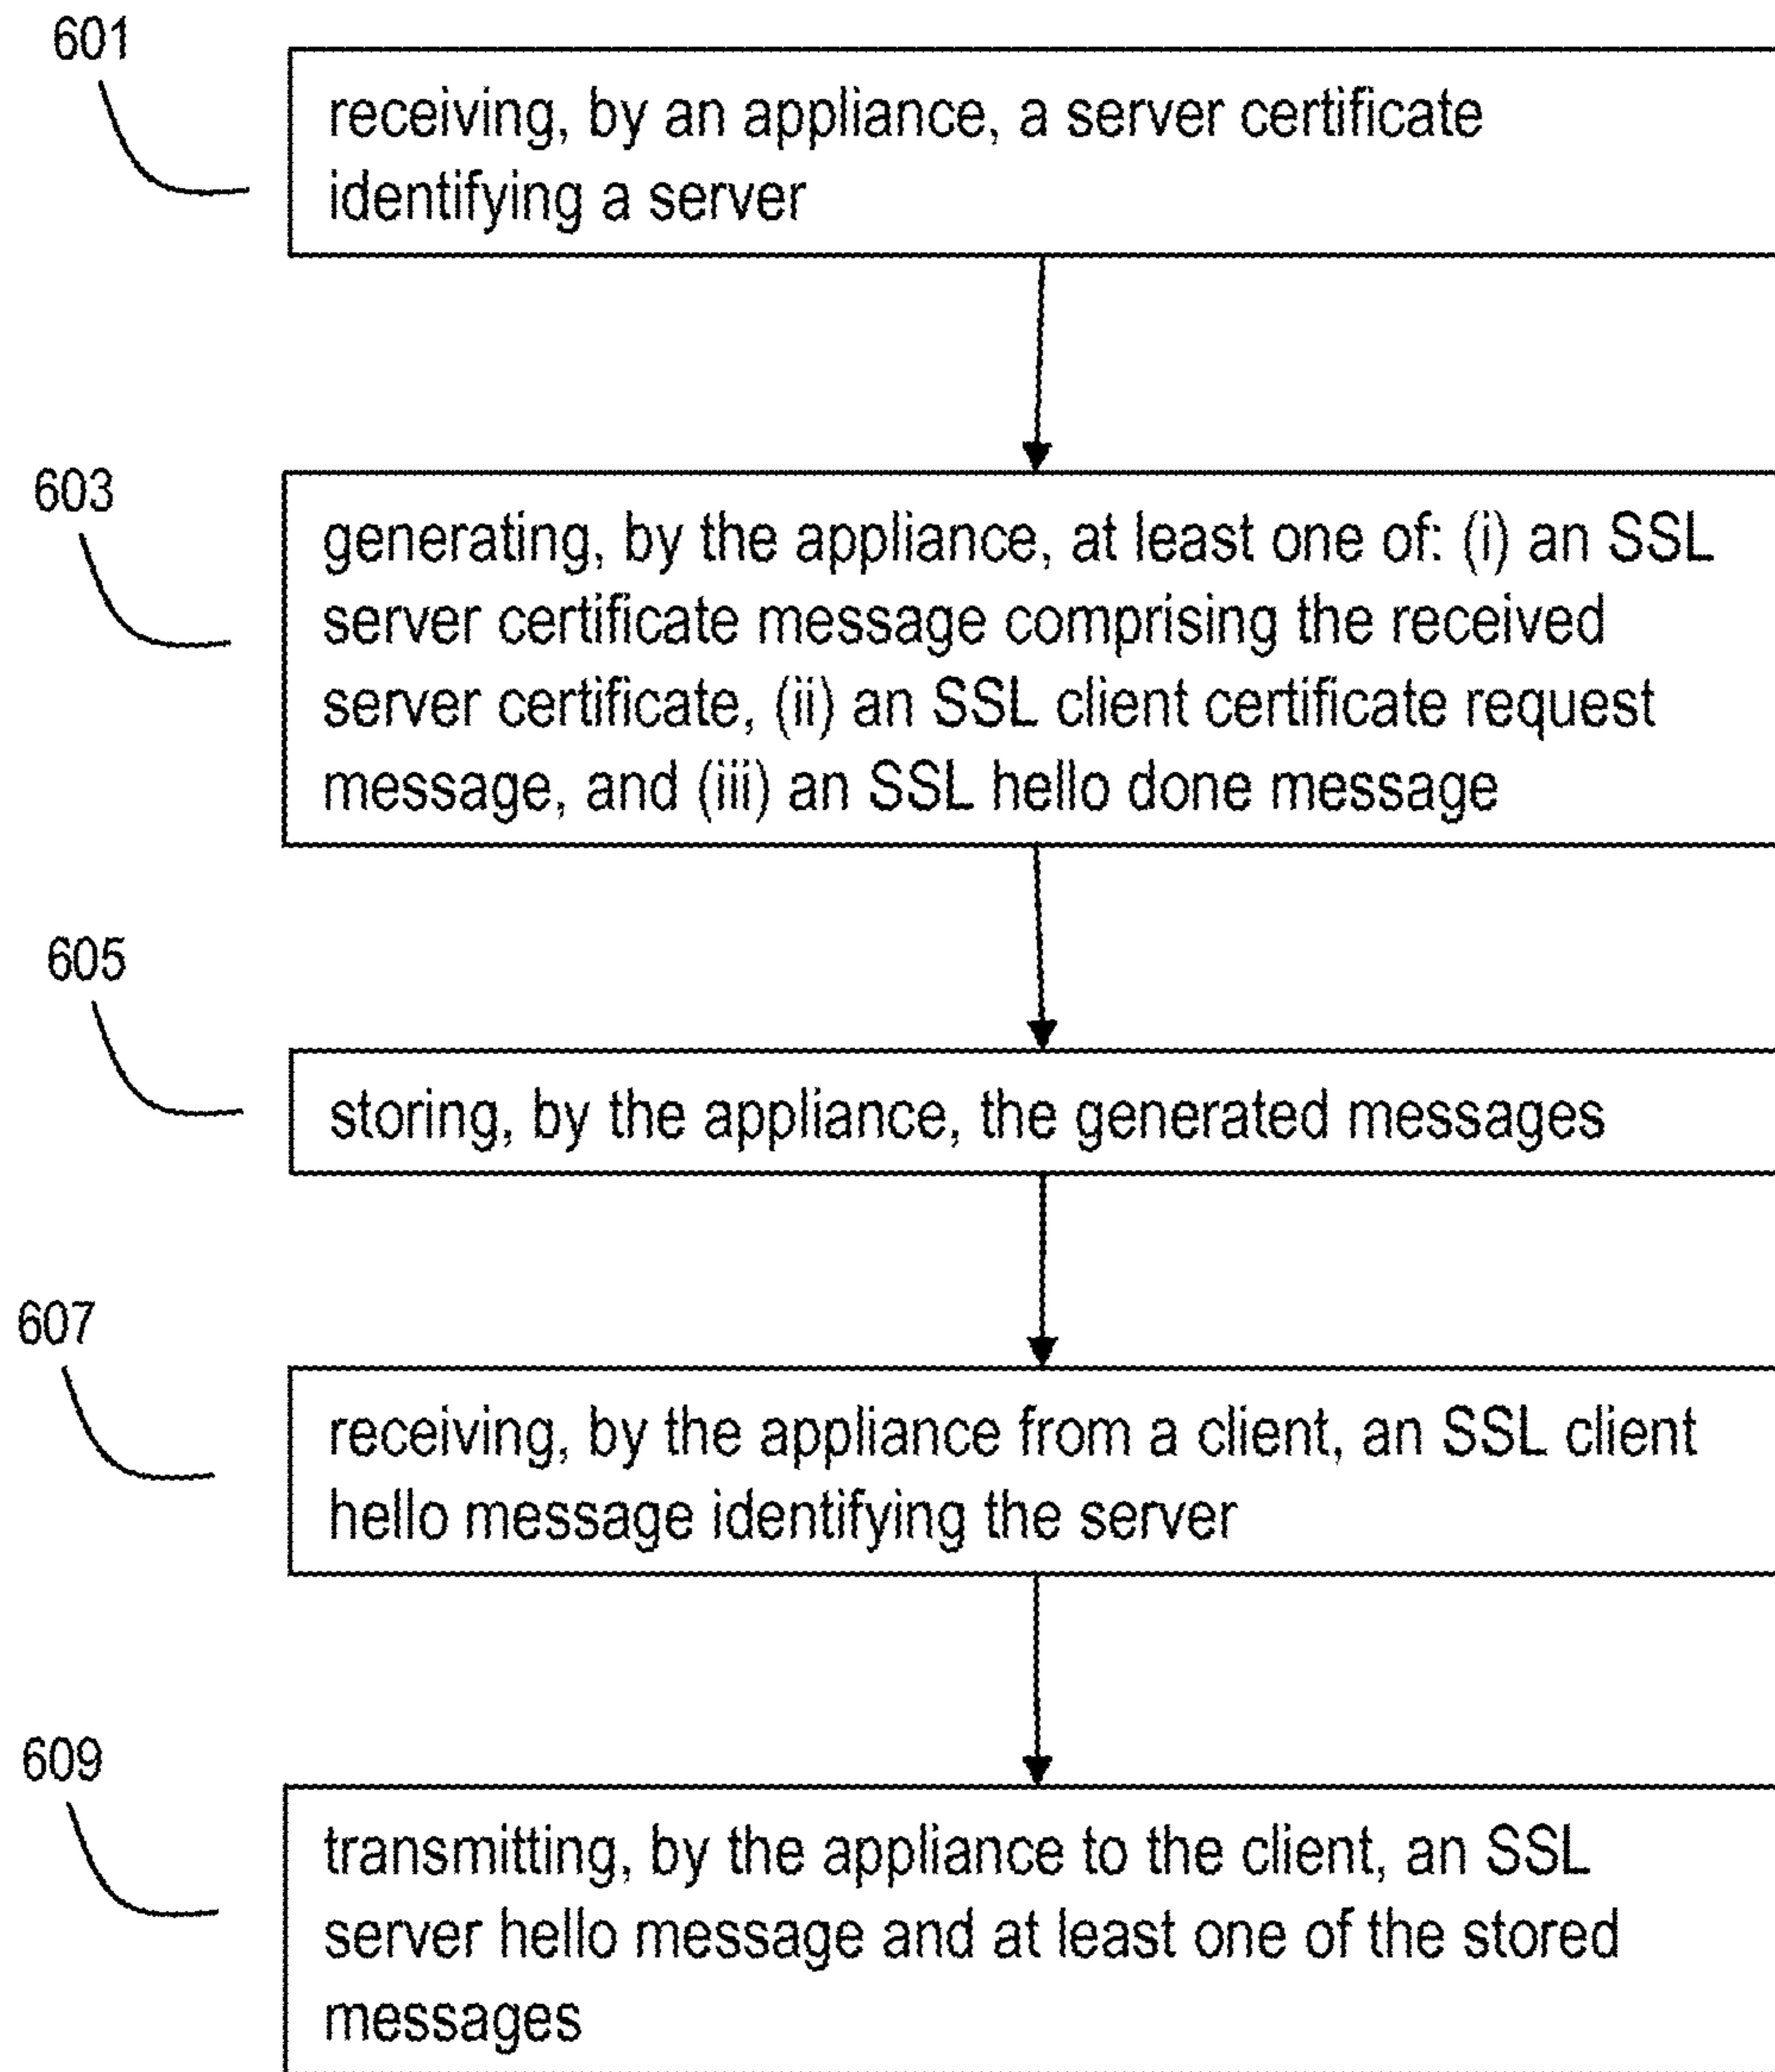 601
receiving, by an appliance, a server certificate
identifying a server
603
generating, by the appliance, at least one of: (i) an SSL
server certificate message comprising the received
server certificate, (ii) an SSL client certificate request
message, and (iii) an SSL hello done message
605
storing, by the appliance, the generated messages
607
receiving, by the appliance from a client, an SSL client
hello message identifying the server
609
transmitting, by the appliance to the client, an SSL
server hello message and at least one of the stored
messages